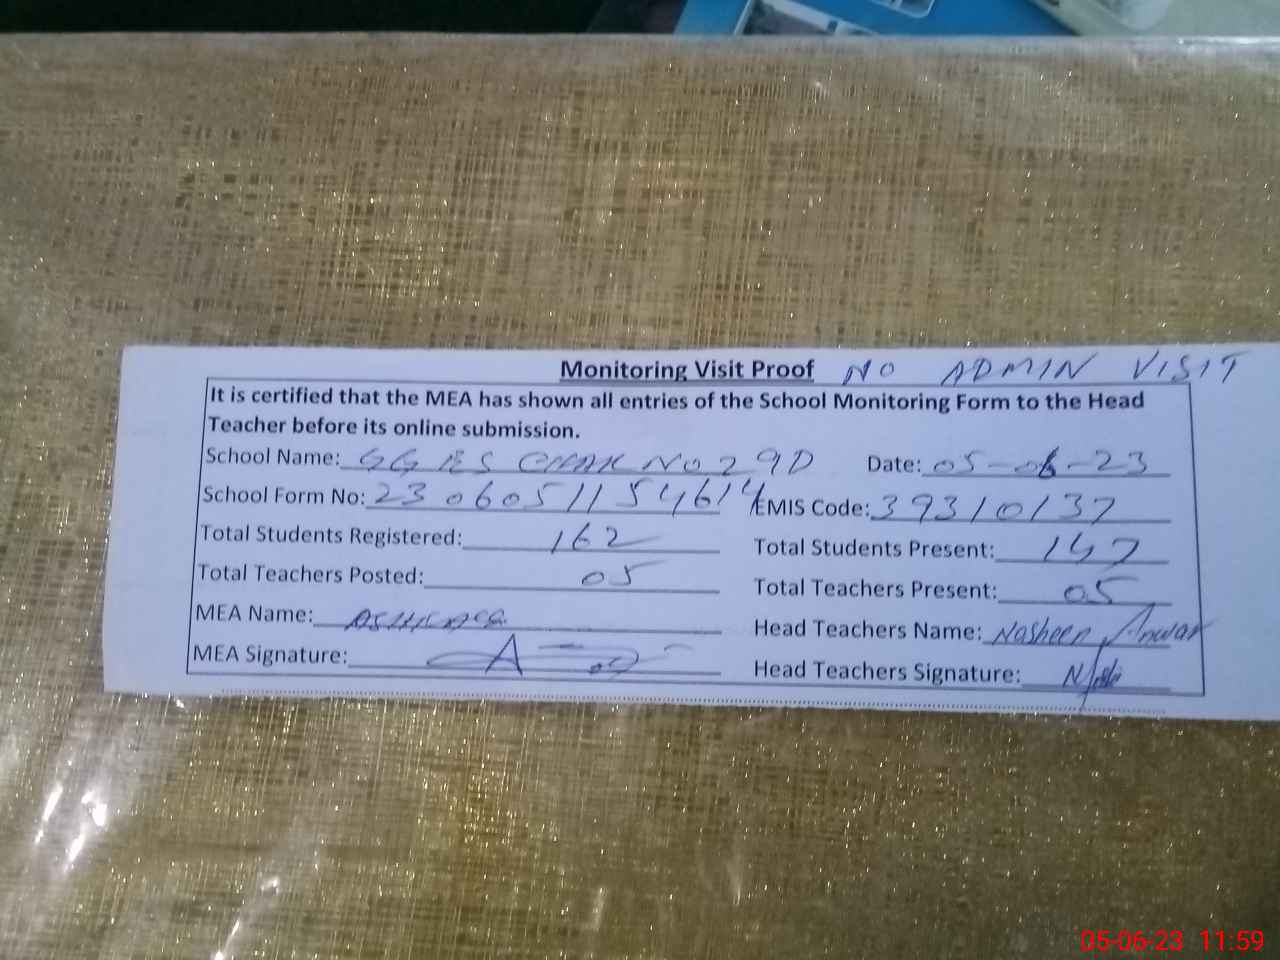 Monitoring Visit Proof NO ADMIN VISIT
It is certified that the MEA has shown all entries of the School Monitoring Form to the Head
Teacher before its online submission.
School Name: GGES CHAK NO 29D Date: 05-06-23
School Form No: 2306051154614 EMIS Code: 39310137
Total Students Registered: 162 Total Students Present: 147
Total Teachers Posted: 05 Total Teachers Present: 05
MEA Name: Head Teachers Name: Nasheen Anwar
MEA Signature: Head Teachers Signature:
05-06-23 11:59